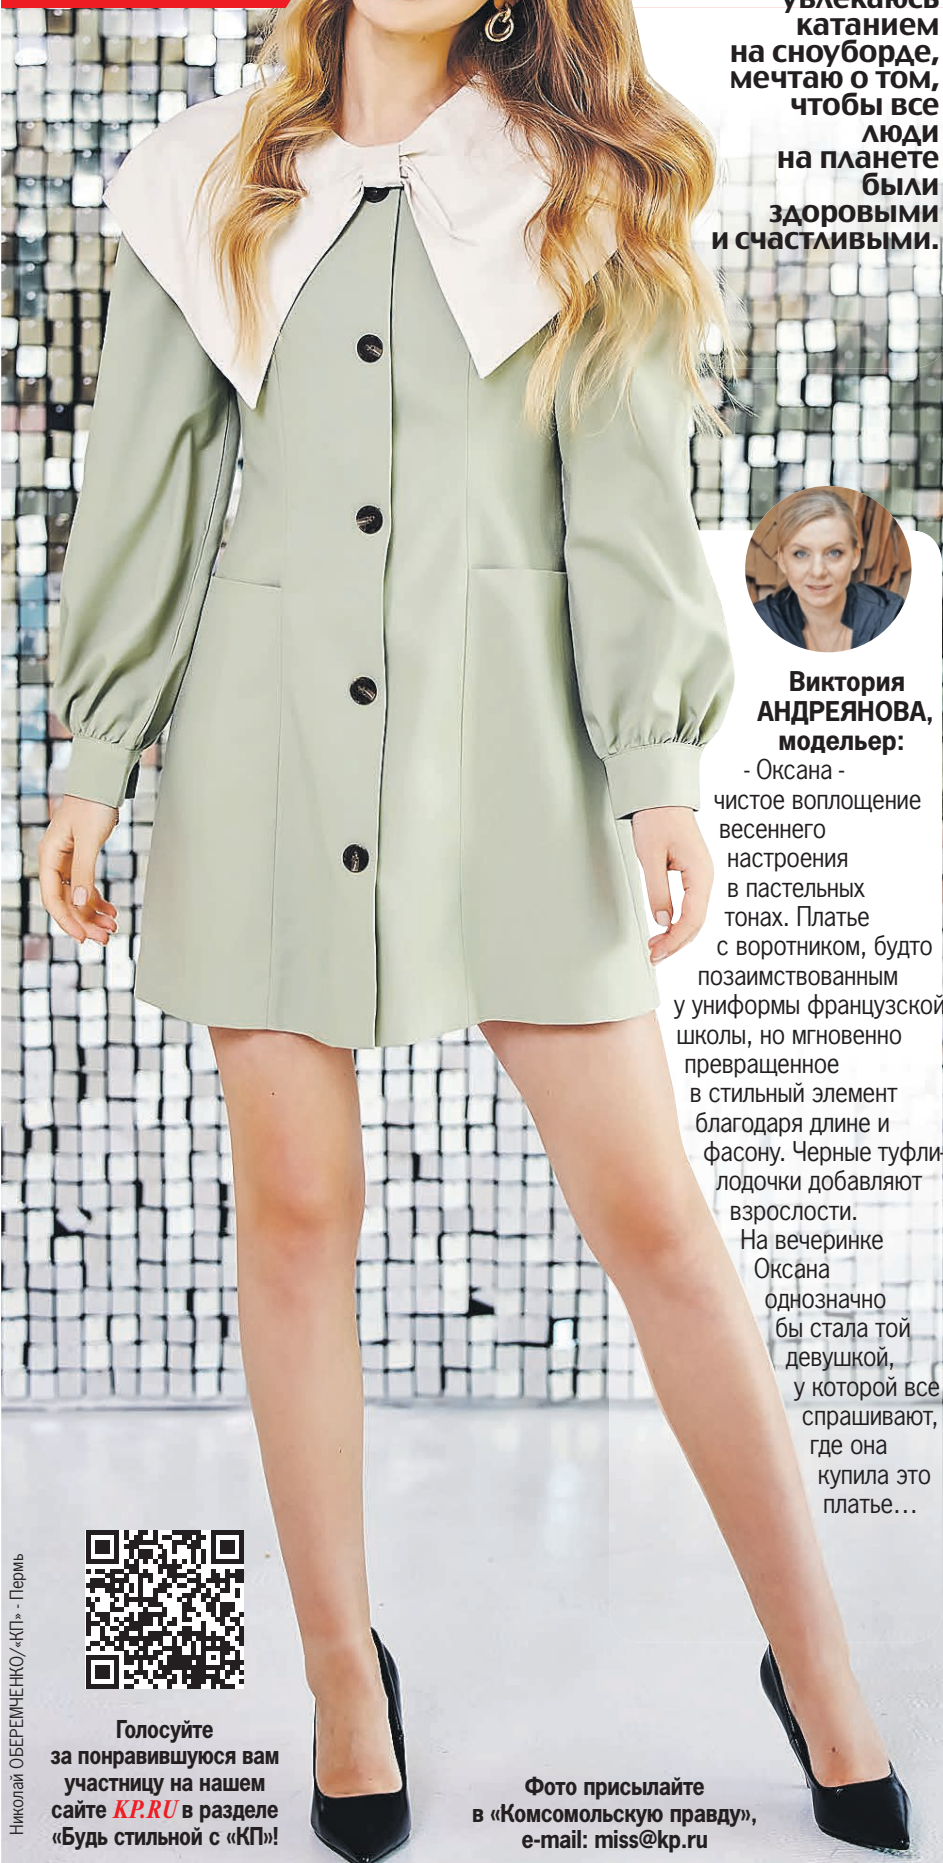 увлекаюсь
катанием
на сноуборде,
мечтаю о том,
чтобы все
люди
на планете
были
здоровыми
и счастливыми.
Виктория
АНДРЕЯНОВА,
модельер:
- Оксана -
чистое воплощение
весеннего
настроения
в пастельных
тонах. Платье
с воротником, будто
позаимствованным
у униформы французской
школы, но мгновенно
превращенное
в стильный элемент
благодаря длине и
фасону. Черные туфли-
лодочки добавляют
взрослости.
На вечеринке
Оксана
однозначно
бы стала той
девушкой,
у которой все
спрашивают,
где она
купила это
платье...
Николай ОБЕРЕМЧЕНКО/«КП» - Пермь
Голосуйте
за понравившуюся вам
участницу на нашем
сайте KP.RU в разделе
«Будь стильной с «КП»!
Фото присылайте
в «Комсомольскую правду»,
e-mail: miss@kp.ru